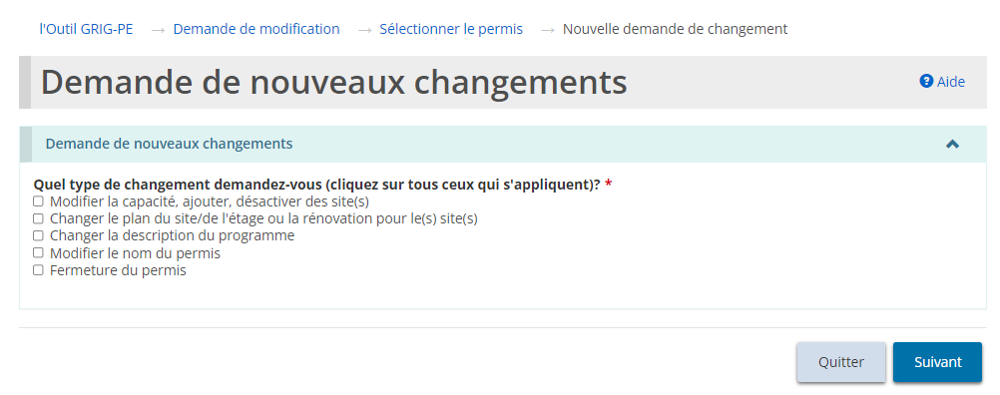 l'Outil GRIG-PE → Demande de modification → Sélectionner le permis → Nouvelle demande de changement
Demande de nouveaux changements
Aide
Demande de nouveaux changements
Quel type de changement demandez-vous (cliquez sur tous ceux qui s'appliquent)? *
Modifier la capacité, ajouter, désactiver des site(s)
Changer le plan du site/de l'étage ou la rénovation pour le(s) site(s)
Changer la description du programme
Modifier le nom du permis
Fermeture du permis
Quitter
Suivant